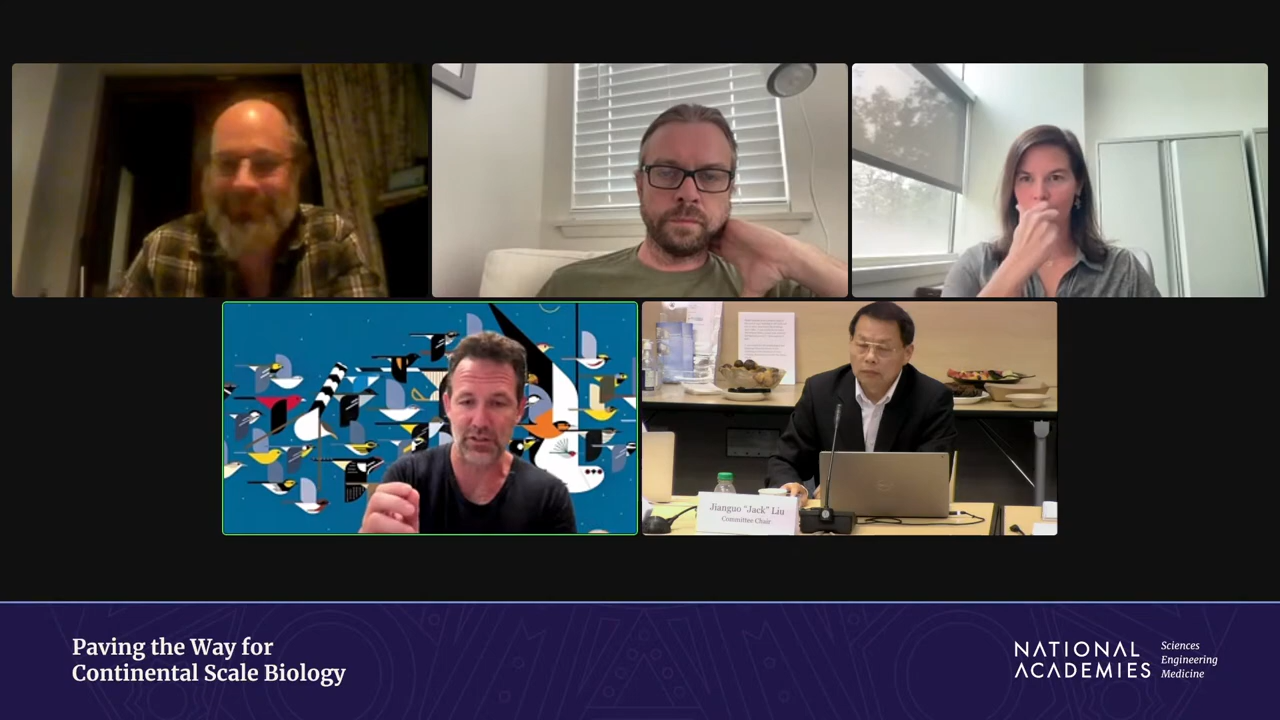 Jianguo "Jack" Liu
Committee Chair
Paving the Way for
Continental Scale Biology
NATIONAL
ACADEMIES
Sciences
Engineering
Medicine